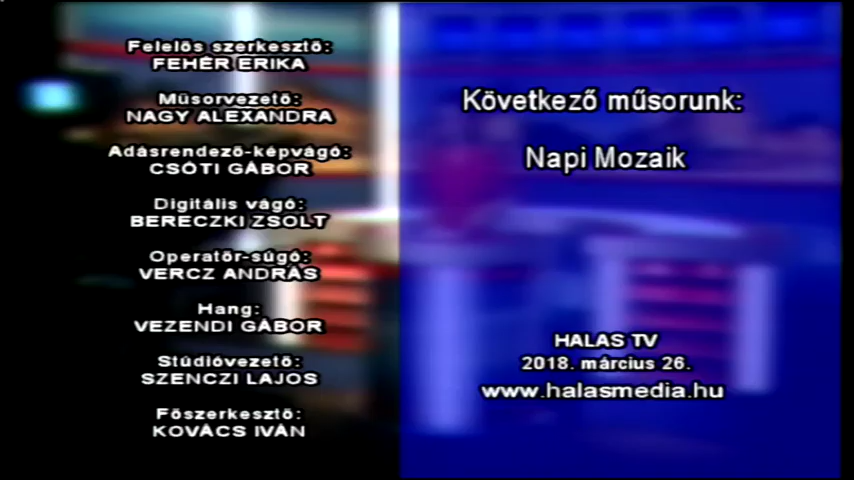 Felelős szerkesztő:
FEHÉR ERIKA
Műsorvezető:
NAGY ALEXANDRA
Adásrendező-képvágó:
CSÓTI GÁBOR
Digitális vágó:
BERECZKI ZSOLT
Operatőr-súgó:
VERCZ ANDRÁS
Hang:
VEZENDI GÁBOR
Stúdióvezető:
SZENCZI LAJOS
Főszerkesztő:
KOVÁCS IVÁN
Következő műsorunk:
Napi Mozaik
HALAS TV
2018. március 26.
www.halasmedia.hu